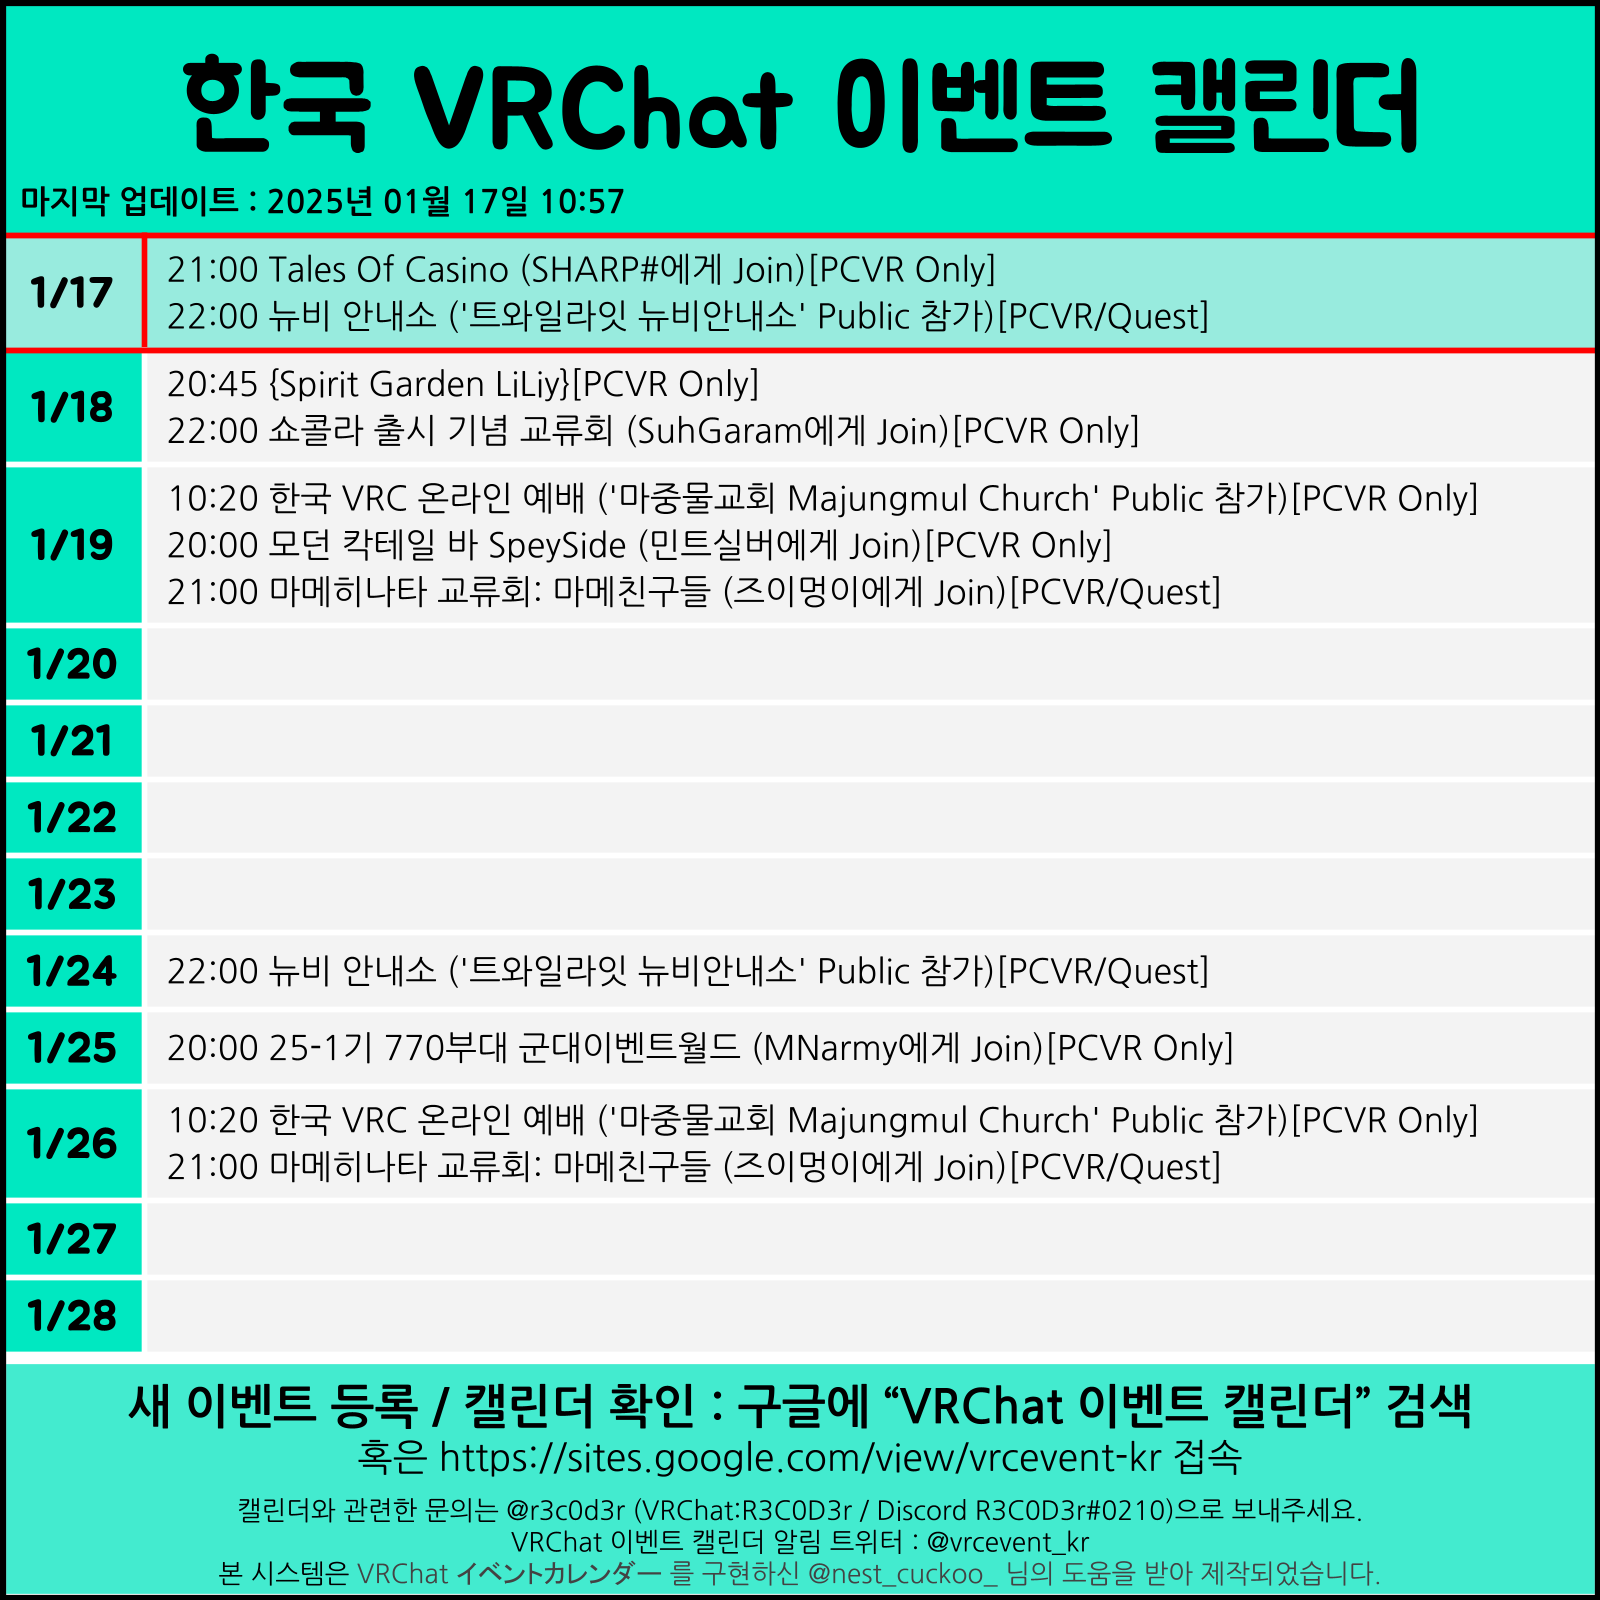 한국 VRChat 이벤트 캘린더
마지막 업데이트 : 2025년 01월 17일 10:57
1/17
21:00 Tales Of Casino (SHARP#에게 Join)[PCVR Only]
22:00 뉴비 안내소 ('트와일라잇 뉴비안내소' Public 참가)[PCVR/Quest]
1/18
20:45 {Spirit Garden LiLiy}[PCVR Only]
22:00 쇼콜라 출시 기념 교류회 (SuhGaram에게 Join)[PCVR Only]
1/19
10:20 한국 VRC 온라인 예배 ('마중물교회 Majungmul Church' Public 참가)[PCVR Only]
20:00 모던 칵테일 바 SpeySide (민트실버에게 Join)[PCVR Only]
21:00 마메히나타 교류회: 마메친구들 (즈이멍이에게 Join)[PCVR/Quest]
1/20
1/21
1/22
1/23
1/24
22:00 뉴비 안내소 ('트와일라잇 뉴비안내소' Public 참가)[PCVR/Quest]
1/25
20:00 25-1기 770부대 군대이벤트월드 (MNarmy에게 Join)[PCVR Only]
1/26
10:20 한국 VRC 온라인 예배 ('마중물교회 Majungmul Church' Public 참가)[PCVR Only]
21:00 마메히나타 교류회: 마메친구들 (즈이멍이에게 Join)[PCVR/Quest]
1/27
1/28
새 이벤트 등록 / 캘린더 확인 : 구글에 “VRChat 이벤트 캘린더” 검색
혹은 https://sites.google.com/view/vrcevent-kr 접속
캘린더와 관련한 문의는 @r3c0d3r (VRChat:R3C0D3r / Discord R3C0D3r#0210)으로 보내주세요.
VRChat 이벤트 캘린더 알림 트위터 : @vrcevent_kr
본 시스템은 VRChat イベントカレンダー 를 구현하신 @nest_cuckoo_ 님의 도움을 받아 제작되었습니다.